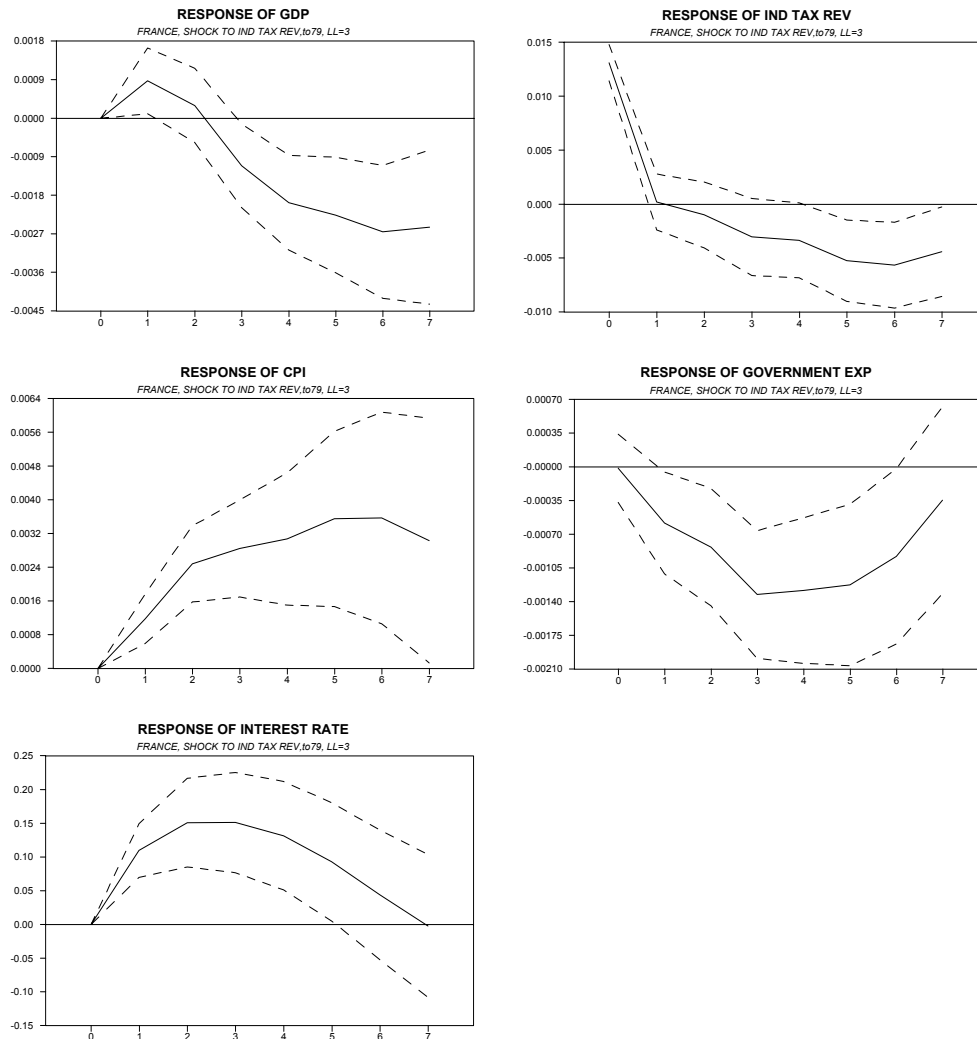 RESPONSE OF GDP
FRANCE, SHOCK TO IND TAX REV,to79, LL=3
0.0018
0.0009
0.0000
-0.0009
-0.0018
-0.0027
-0.0036
-0.0045
0 1 2 3 4 5 6 7
RESPONSE OF IND TAX REV
FRANCE, SHOCK TO IND TAX REV,to79, LL=3
0.015
0.010
0.005
0.000
-0.005
-0.010
0 1 2 3 4 5 6 7
RESPONSE OF CPI
FRANCE, SHOCK TO IND TAX REV,to79, LL=3
0.0064
0.0056
0.0048
0.0040
0.0032
0.0024
0.0016
0.0008
0.0000
0 1 2 3 4 5 6 7
RESPONSE OF GOVERNMENT EXP
FRANCE, SHOCK TO IND TAX REV,to79, LL=3
0.00070
0.00035
-0.00000
-0.00035
-0.00070
-0.00105
-0.00140
-0.00175
-0.00210
0 1 2 3 4 5 6 7
RESPONSE OF INTEREST RATE
FRANCE, SHOCK TO IND TAX REV,to79, LL=3
0.25
0.20
0.15
0.10
0.05
0.00
-0.05
-0.10
-0.15
0 1 2 3 4 5 6 7